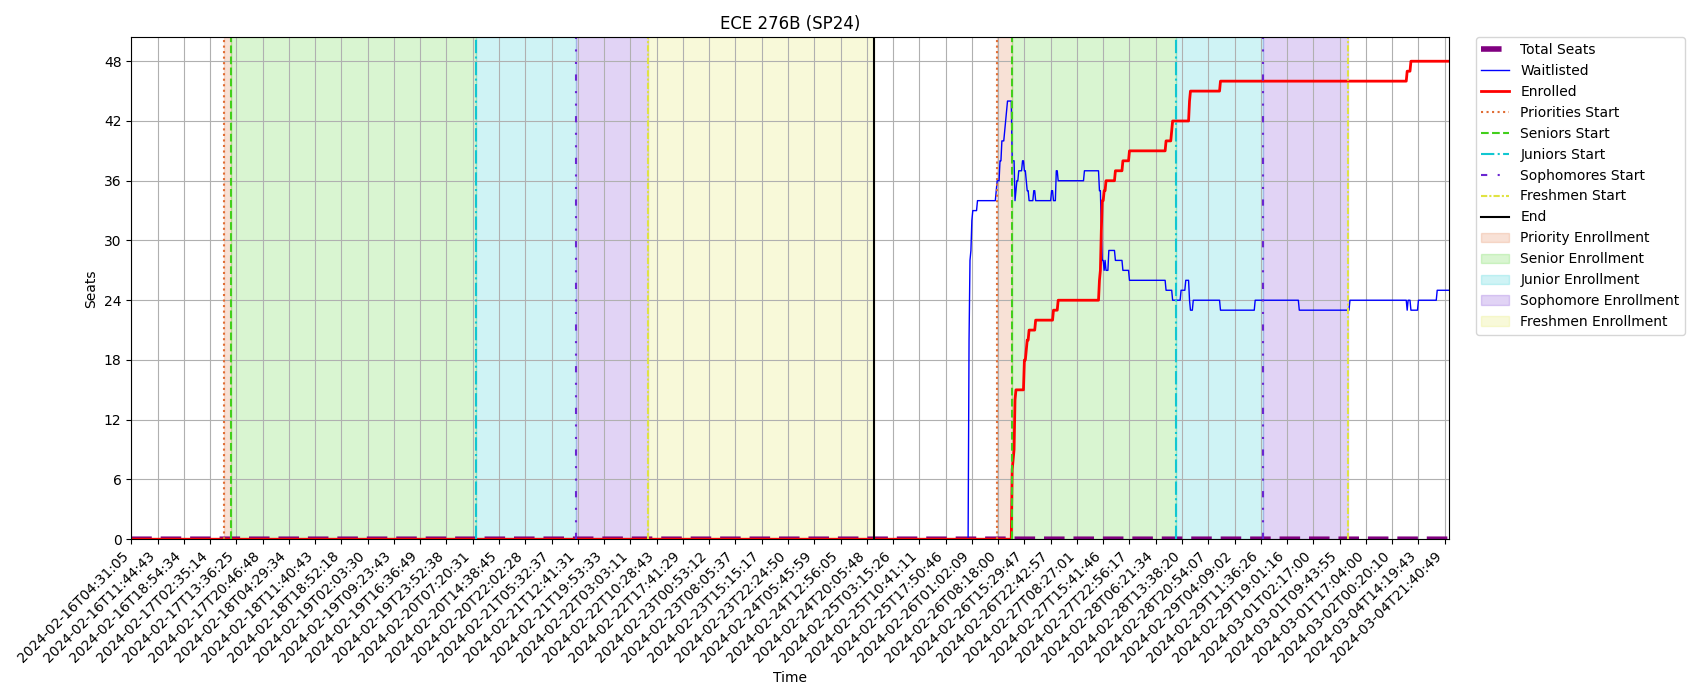 ECE 276B (SP24)
Seats
48
42
36
30
24
18
12
6
0
2024-02-16T04:31:05
2024-02-16T11:44:43
2024-02-16T18:54:34
2024-02-17T02:35:14
2024-02-17T13:36:25
2024-02-17T20:46:48
2024-02-18T04:29:34
2024-02-18T11:40:43
2024-02-18T18:52:18
2024-02-19T02:03:30
2024-02-19T09:23:43
2024-02-19T16:36:49
2024-02-19T23:52:38
2024-02-20T07:20:31
2024-02-20T14:38:45
2024-02-20T22:02:28
2024-02-21T05:32:37
2024-02-21T12:41:31
2024-02-21T19:53:33
2024-02-22T03:03:11
2024-02-22T10:28:43
2024-02-22T17:41:29
2024-02-23T00:53:12
2024-02-23T08:05:37
2024-02-23T15:15:17
2024-02-23T22:24:50
2024-02-24T05:45:59
2024-02-24T12:56:05
2024-02-24T20:05:48
2024-02-25T03:15:26
2024-02-25T10:41:11
2024-02-25T17:50:46
2024-02-26T01:02:09
2024-02-26T08:18:00
2024-02-26T15:29:47
2024-02-26T22:42:57
2024-02-27T08:27:01
2024-02-27T15:41:46
2024-02-27T22:56:17
2024-02-28T06:21:34
2024-02-28T13:38:20
2024-02-28T20:54:07
2024-02-29T04:09:02
2024-02-29T11:36:26
2024-02-29T19:01:16
2024-03-01T02:17:00
2024-03-01T09:43:55
2024-03-01T17:04:00
2024-03-02T00:20:10
2024-03-04T14:19:43
2024-03-04T21:40:49
Time
Total Seats
Waitlisted
Enrolled
Priorities Start
Seniors Start
Juniors Start
Sophomores Start
Freshmen Start
End
Priority Enrollment
Senior Enrollment
Junior Enrollment
Sophomore Enrollment
Freshmen Enrollment